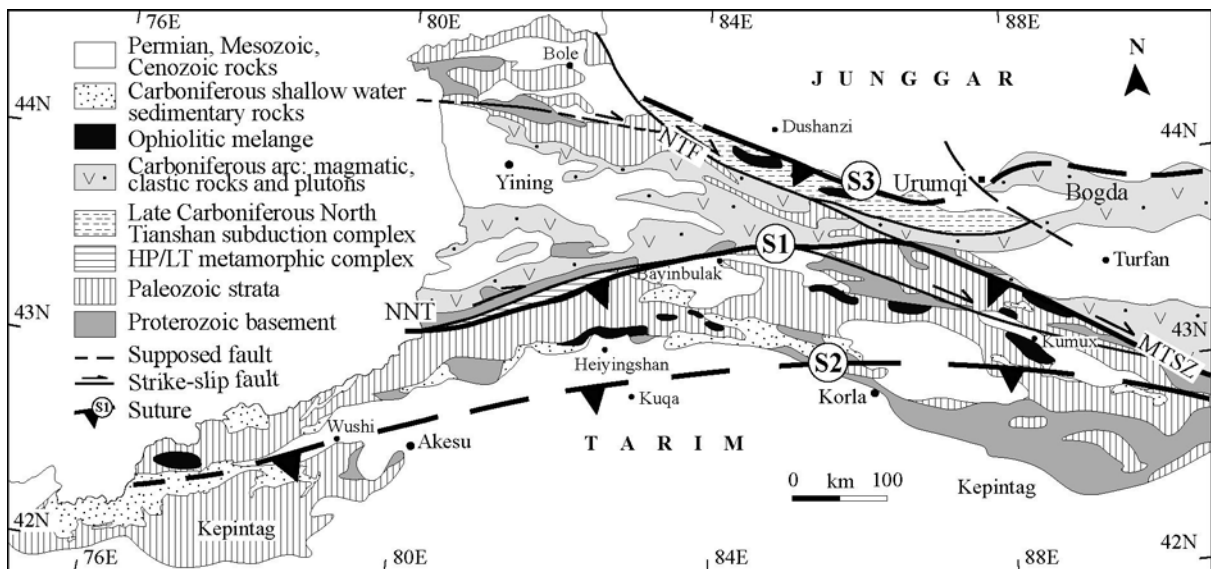 76E
80E
84E
88E
N
Permian, Mesozoic,
Cenozoic rocks
Carboniferous shallow water
sedimentary rocks
Ophiolitic melange
Carboniferous arc: magmatic,
clastic rocks and plutons
Late Carboniferous North
Tianshan subduction complex
HP/LT metamorphic complex
Paleozoic strata
Proterozoic basement
Supposed fault
Strike-slip fault
S1
Suture
Bole
JUNGGAR
44N
44N
Dushanzi
NTF
Yining
S3
Urumqi
Bogda
S1
Turfan
Bayinbulak
NNT
43N
43N
Kumux
MTSZ
Heiyingshan
S2
Kuqa
Korla
Wushi
Akesu
TARIM
0 km 100
Kepintag
42N
Kepintag
42N
76E
80E
84E
88E